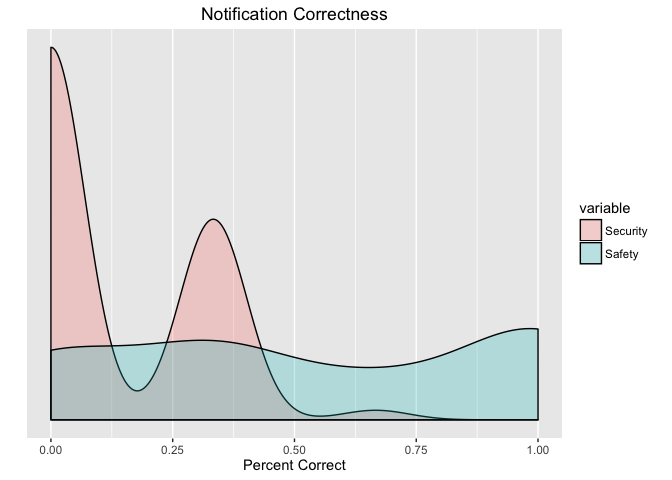 Notification Correctness
variable
Security
Safety
0.00 0.25 0.50 0.75 1.00
Percent Correct